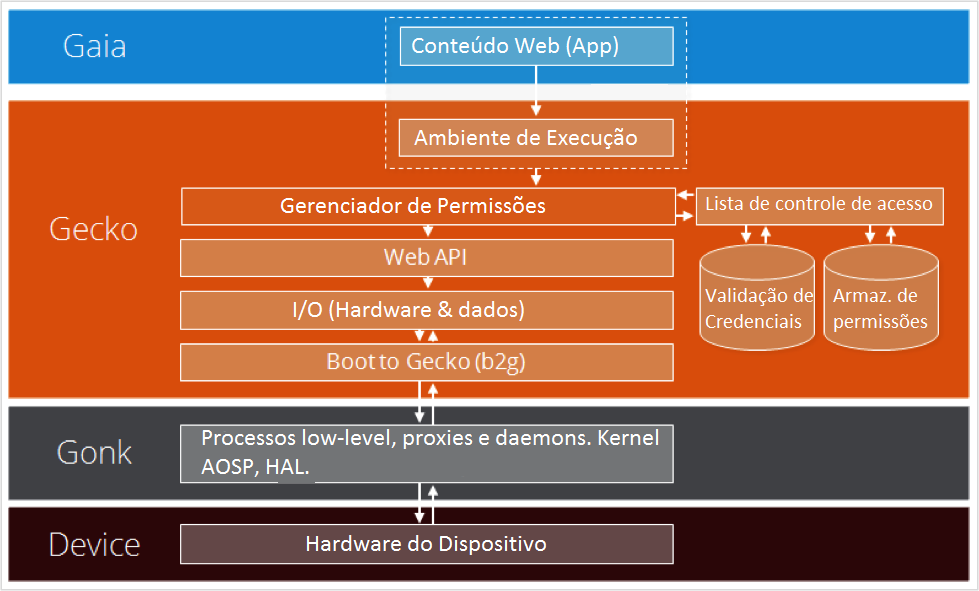 Gaia
Conteúdo Web (App)
Ambiente de Execução
Gecko
Gerenciador de Permissões
Lista de controle de acesso
Web API
I/O (Hardware & dados)
Boot to Gecko (b2g)
Validação de
Credenciais
Armaz. de
permissões
Gonk
Processos low-level, proxies e daemons. Kernel
AOSP, HAL.
Device
Hardware do Dispositivo